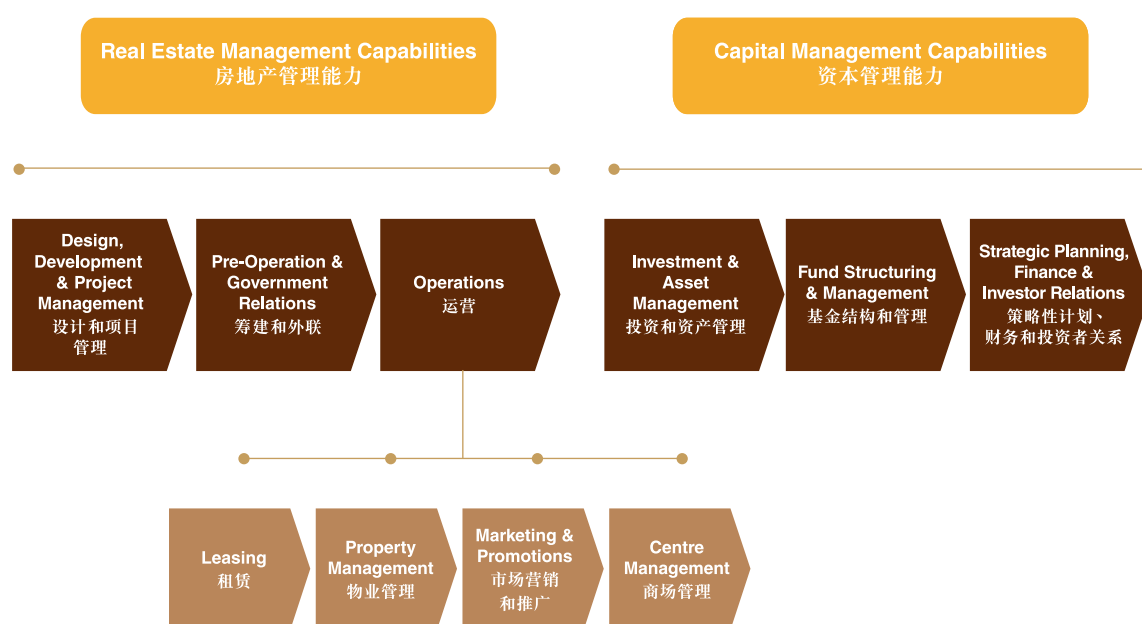 Real Estate Management Capabilities
房地产管理能力
Capital Management Capabilities
资本管理能力
Design,
Development
& Project
Management
设计和项目
管理
Pre-Operation &
Government
Relations
筹建和外联
Operations
运营
Investment &
Asset
Management
投资和资产管理
Fund Structuring
& Management
基金结构和管理
Strategic Planning,
Finance &
Investor Relations
策略性计划、
财务和投资者关系
Leasing
租赁
Property
Management
物业管理
Marketing &
Promotions
市场营销
和推广
Centre
Management
商场管理